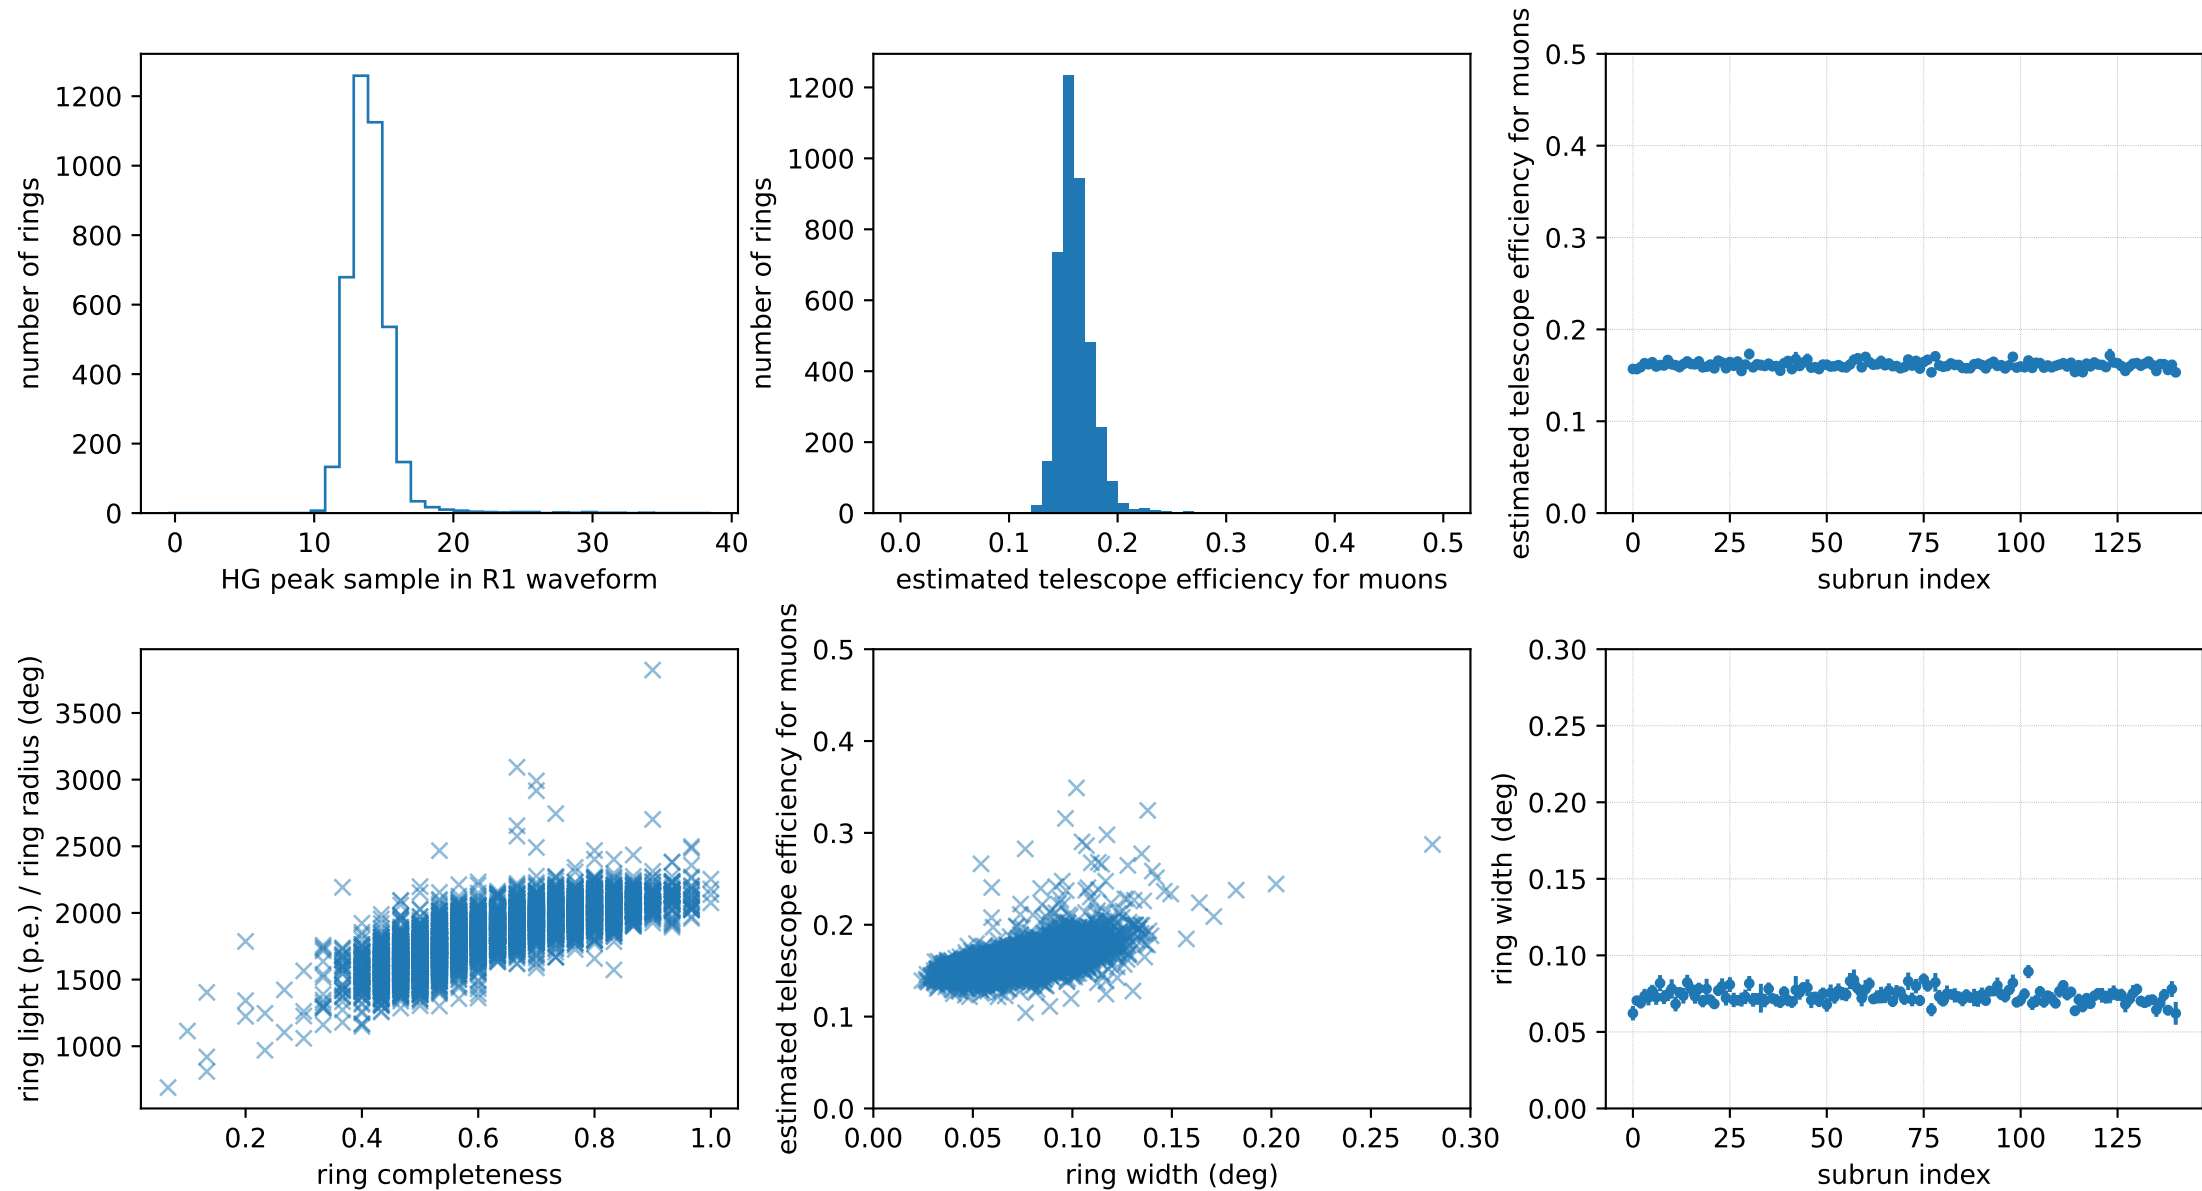 number of rings
1200
1000
800
600
400
200
0
0 10 20 30 40
HG peak sample in R1 waveform
number of rings
1200
1000
800
600
400
200
0
0.0 0.1 0.2 0.3 0.4 0.5
estimated telescope efficiency for muons
estimated telescope efficiency for muons
0.5
0.4
0.3
0.2
0.1
0.0
0 25 50 75 100 125
subrun index
ring light (p.e.) / ring radius (deg)
3500
3000
2500
2000
1500
1000
0.2 0.4 0.6 0.8 1.0
ring completeness
estimated telescope efficiency for muons
0.5
0.4
0.3
0.2
0.1
0.0
0.00 0.05 0.10 0.15 0.20 0.25 0.30
ring width (deg)
ring width (deg)
0.30
0.25
0.20
0.15
0.10
0.05
0.00
0 25 50 75 100 125
subrun index